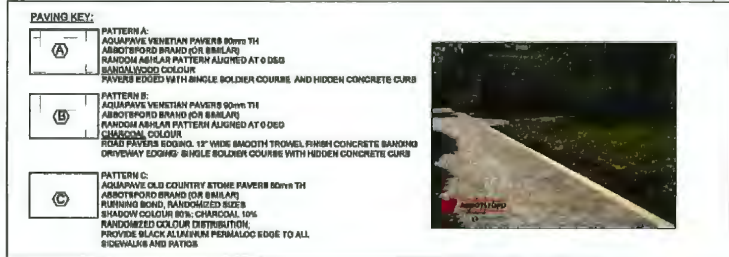 PAVING KEY:
A
PATTERN A:
AQUAPAVE VENETIAN PAVERS 80mm TH
ABBOTSFORD BRAND (OR SIMILAR)
RANDOM ASHLAR PATTERN ALIGNED AT 0 DEG
SANDALWOOD COLOUR
PAVERS EDGED WITH SINGLE SOLDIER COURSE AND HIDDEN CONCRETE CURB
B
PATTERN B:
AQUAPAVE VENETIAN PAVERS 80mm TH
ABBOTSFORD BRAND (OR SIMILAR)
RANDOM ASHLAR PATTERN ALIGNED AT 0 DEG
CHARCOAL COLOUR
ROAD PAVERS EDGING: 12" WIDE SMOOTH TROWEL FINISH CONCRETE BANDING
DRIVEWAY EDGING: SINGLE SOLDIER COURSE WITH HIDDEN CONCRETE CURB
C
PATTERN C:
AQUAPAVE OLD COUNTRY STONE PAVERS 80mm TH
ABBOTSFORD BRAND (OR SIMILAR)
RUNNING BOND, RANDOMIZED SIZES
SHADOW COLOUR 90%; CHARCOAL 10%
RANDOMIZED COLOUR DISTRIBUTION;
PROVIDE BLACK ALUMINUM PERMALOC EDGE TO ALL
SIDEWALKS AND PATIOS
ABBOTSFORD